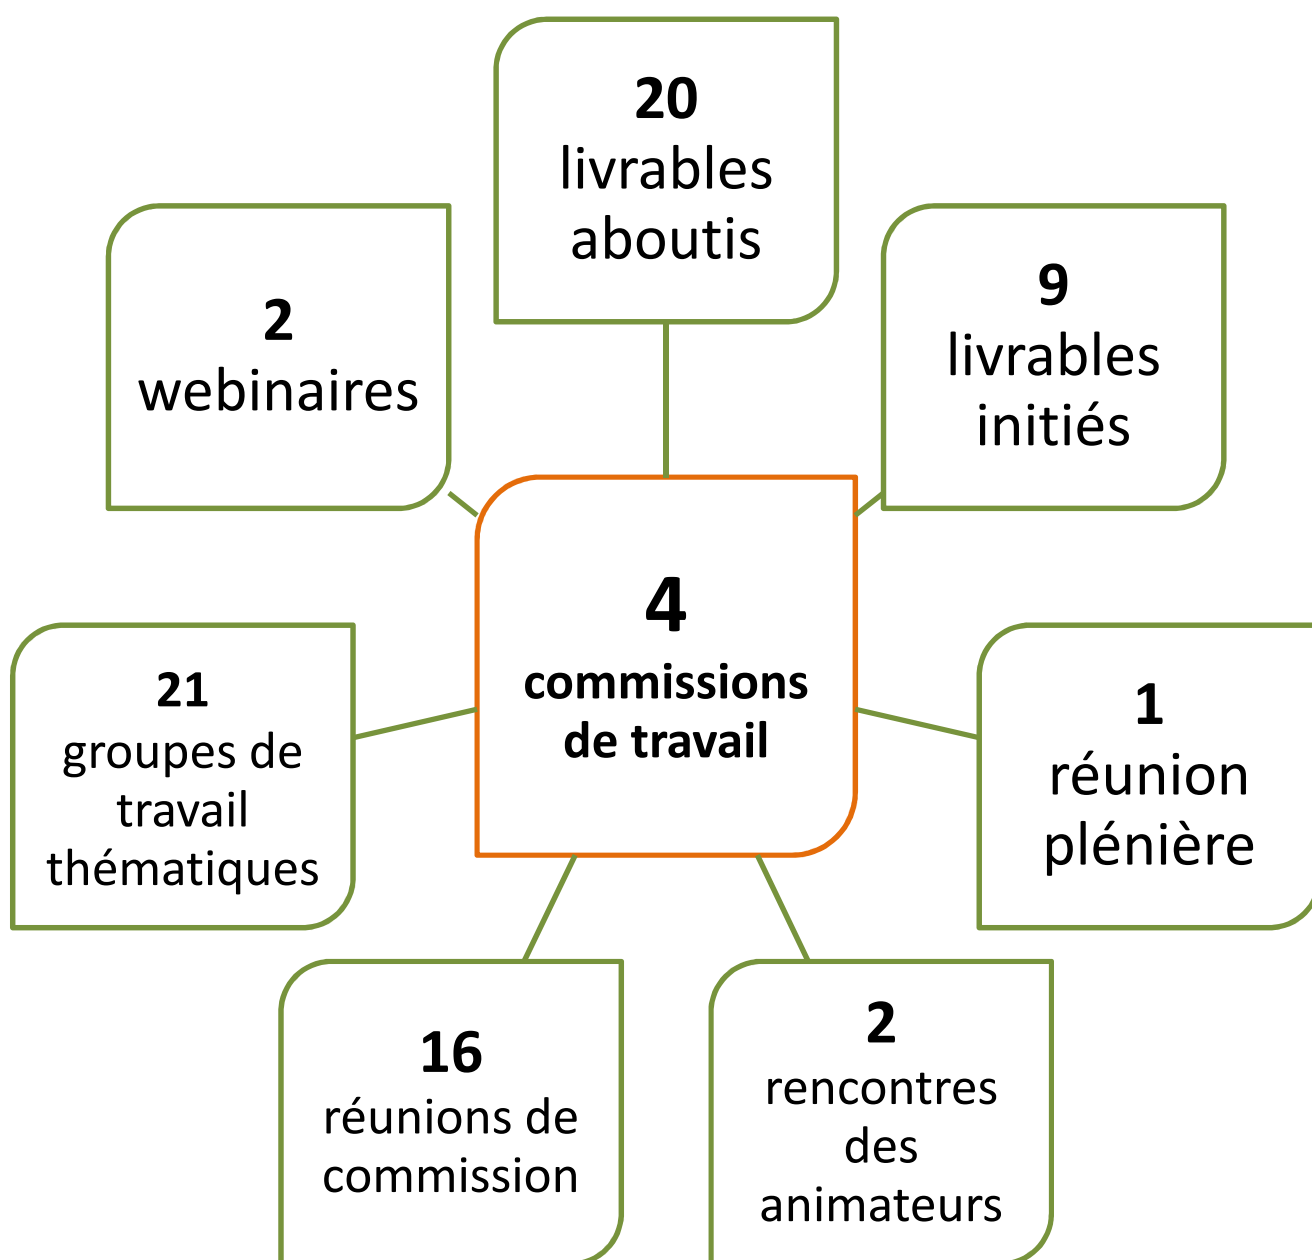 20
livrables
aboutis
2
webinaires
9
livrables
initiés
4
commissions
de travail
21
groupes de
travail
thématiques
1
réunion
plénière
16
réunions de
commission
2
rencontres
des
animateurs